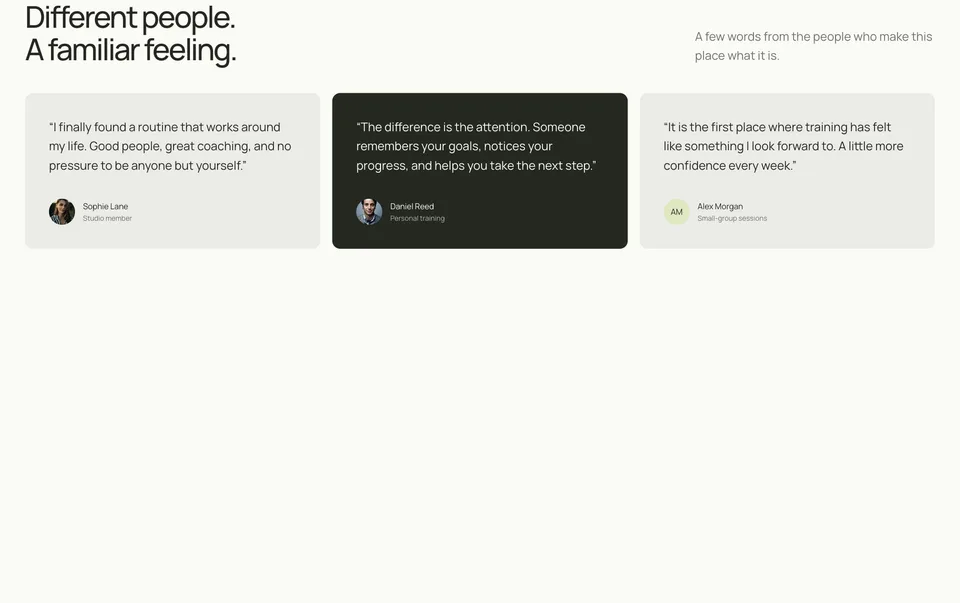 Different people.
A familiar feeling.
A few words from the people who make this
place what it is.
“I finally found a routine that works around
my life. Good people, great coaching, and no
pressure to be anyone but yourself.”
Sophie Lane
Studio member
“The difference is the attention. Someone
remembers your goals, notices your
progress, and helps you take the next step.”
Daniel Reed
Personal training
“It is the first place where training has felt
like something I look forward to. A little more
confidence every week.”
AM
Alex Morgan
Small-group sessions